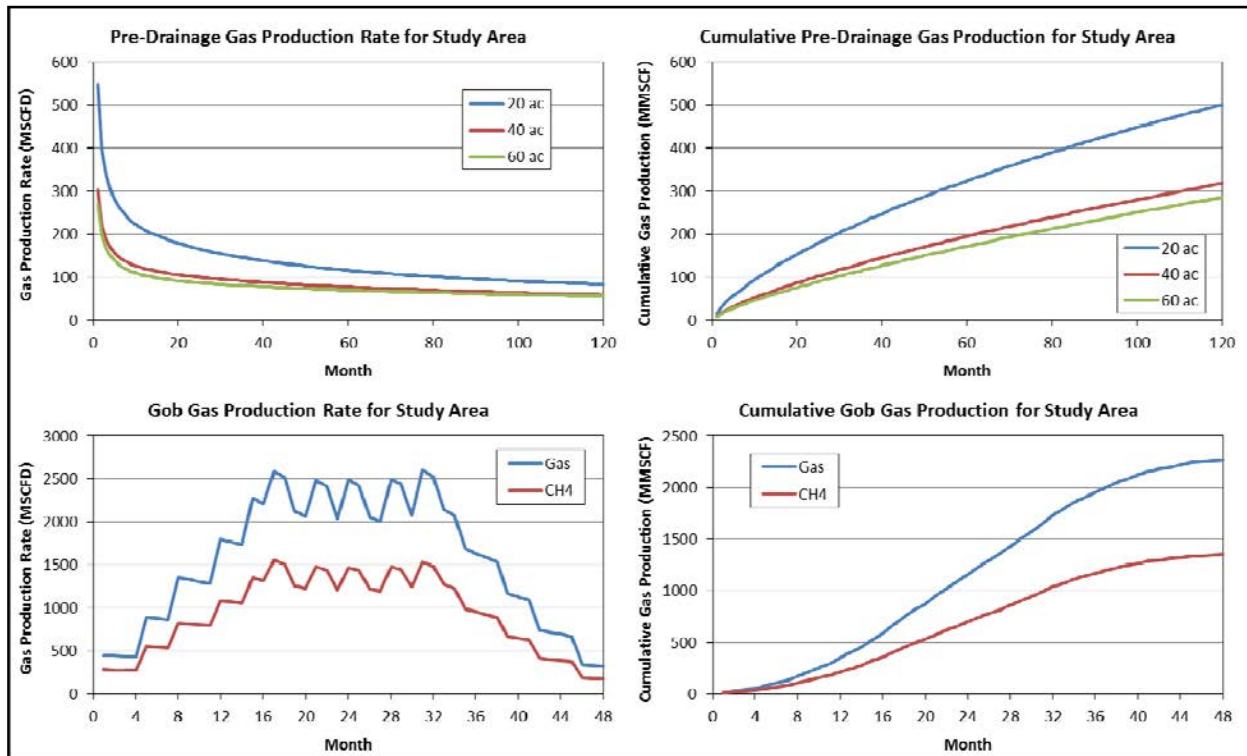 Pre-Drainage Gas Production Rate for Study Area
Gas Production Rate (MSCFD)
600
500
400
300
200
100
0
20 ac
40 ac
60 ac
0 20 40 60 80 100 120
Month
Cumulative Pre-Drainage Gas Production for Study Area
Cumulative Gas Production (MMSCF)
600
500
400
300
200
100
0
20 ac
40 ac
60 ac
0 20 40 60 80 100 120
Month
Gob Gas Production Rate for Study Area
Gas Production Rate (MSCFD)
3000
2500
2000
1500
1000
500
0
Gas
CH4
0 4 8 12 16 20 24 28 32 36 40 44 48
Month
Cumulative Gob Gas Production for Study Area
Cumulative Gas Production (MMSCF)
2500
2000
1500
1000
500
0
Gas
CH4
0 4 8 12 16 20 24 28 32 36 40 44 48
Month